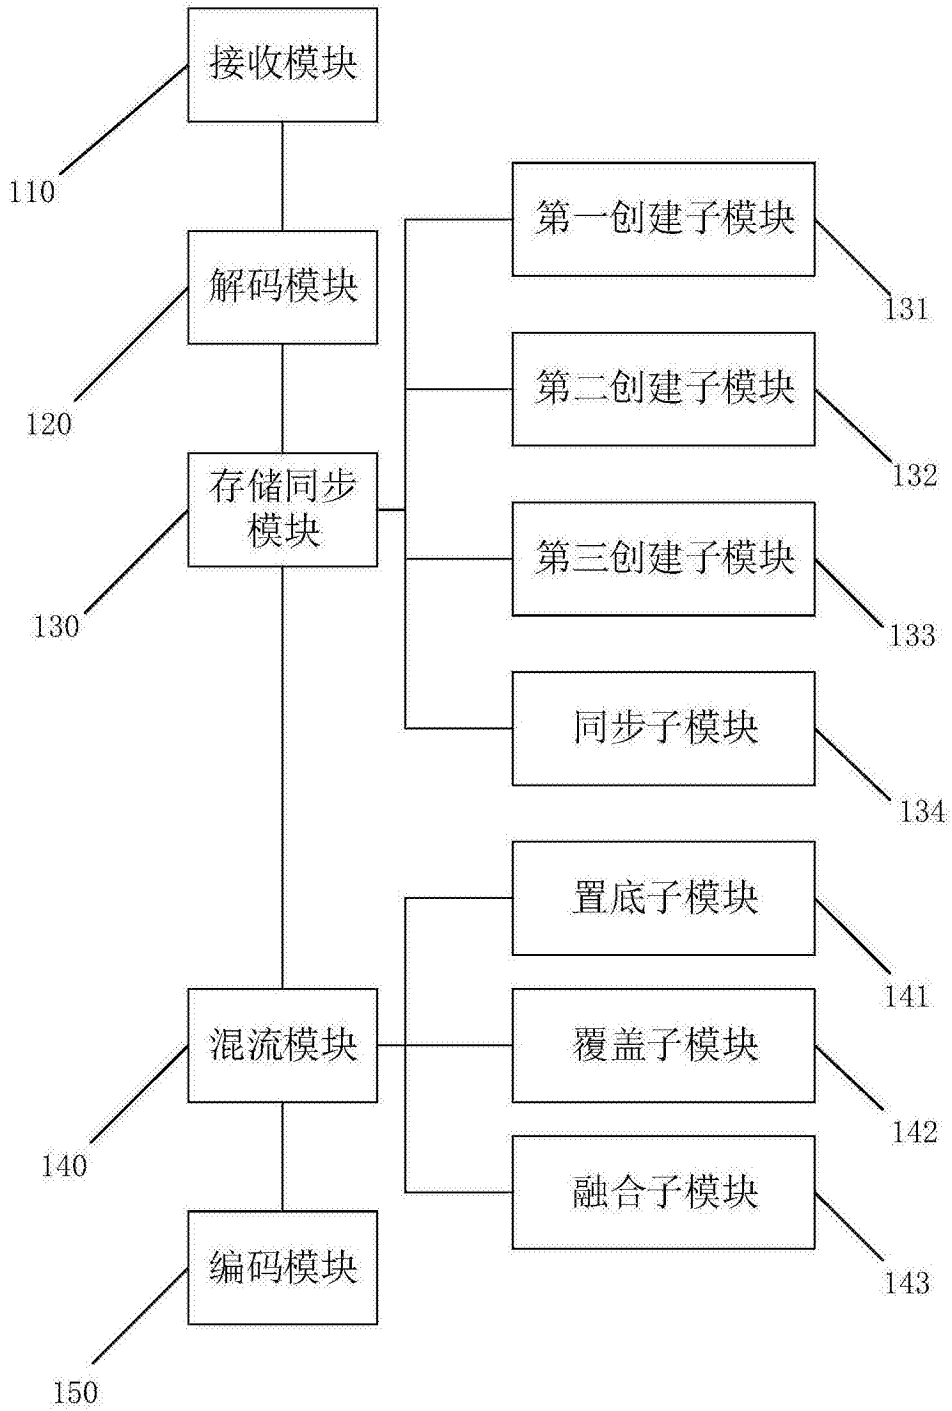 接收模块
110
第一创建子模块
131
解码模块
120
第二创建子模块
132
存储同步
模块
130
第三创建子模块
133
同步子模块
134
置底子模块
141
混流模块
140
覆盖子模块
142
融合子模块
143
编码模块
150